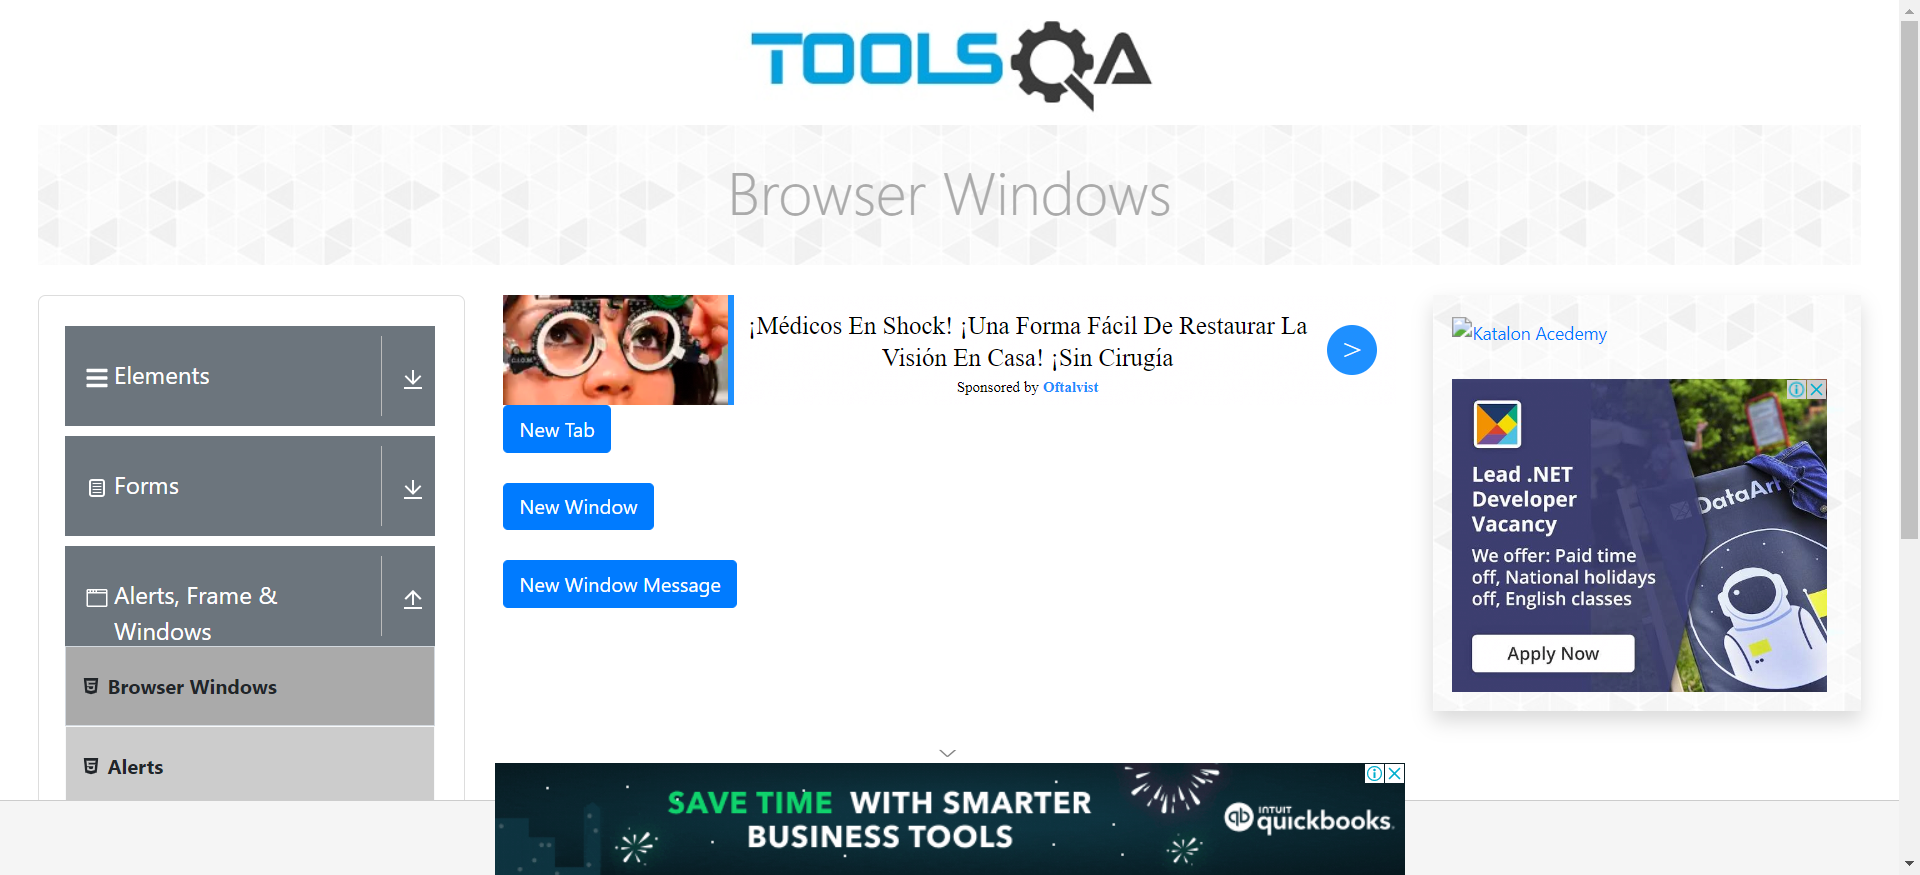 TOOLSQA
Browser Windows
Elements
Forms
Alerts, Frame &
Windows
Browser Windows
Alerts
¡Médicos En Shock! ¡Una Forma Fácil De Restaurar La
Visión En Casa! ¡Sin Cirugía
Sponsored by Oftalvist
>
New Tab
New Window
New Window Message
Katalon Acedemy
Lead .NET
Developer
Vacancy
We offer: Paid time
off, National holidays
off, English classes
Apply Now
DataArt
SAVE TIME WITH SMARTER
BUSINESS TOOLS
qb INTUIT
quickbooks.